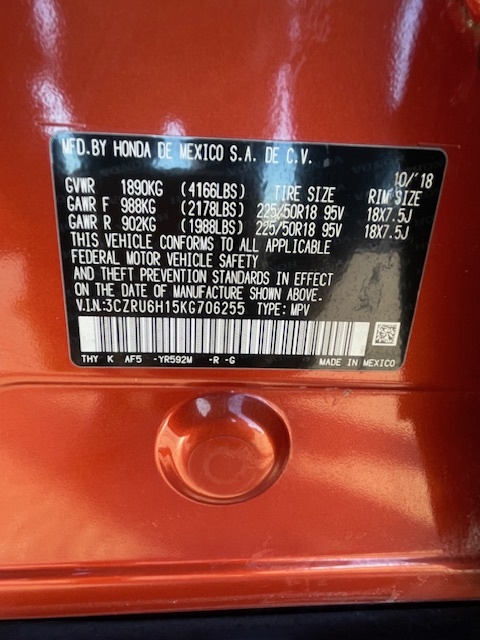 MFD.BY HONDA DE MEXICO S.A. DE C.V.
10/'18
GVWR 1890KG (4166LBS) TIRE SIZE RIM SIZE
GAWR F 988KG (2178LBS) 225/50R18 95V 18X7.5J
GAWR R 902KG (1988LBS) 225/50R18 95V 18X7.5J
THIS VEHICLE CONFORMS TO ALL APPLICABLE
FEDERAL MOTOR VEHICLE SAFETY
AND THEFT PREVENTION STANDARDS IN EFFECT
ON THE DATE OF MANUFACTURE SHOWN ABOVE.
V.I.N:3CZRU6H15KG706255 TYPE: MPV
THY K AF5 -YR592M -R -G MADE IN MEXICO